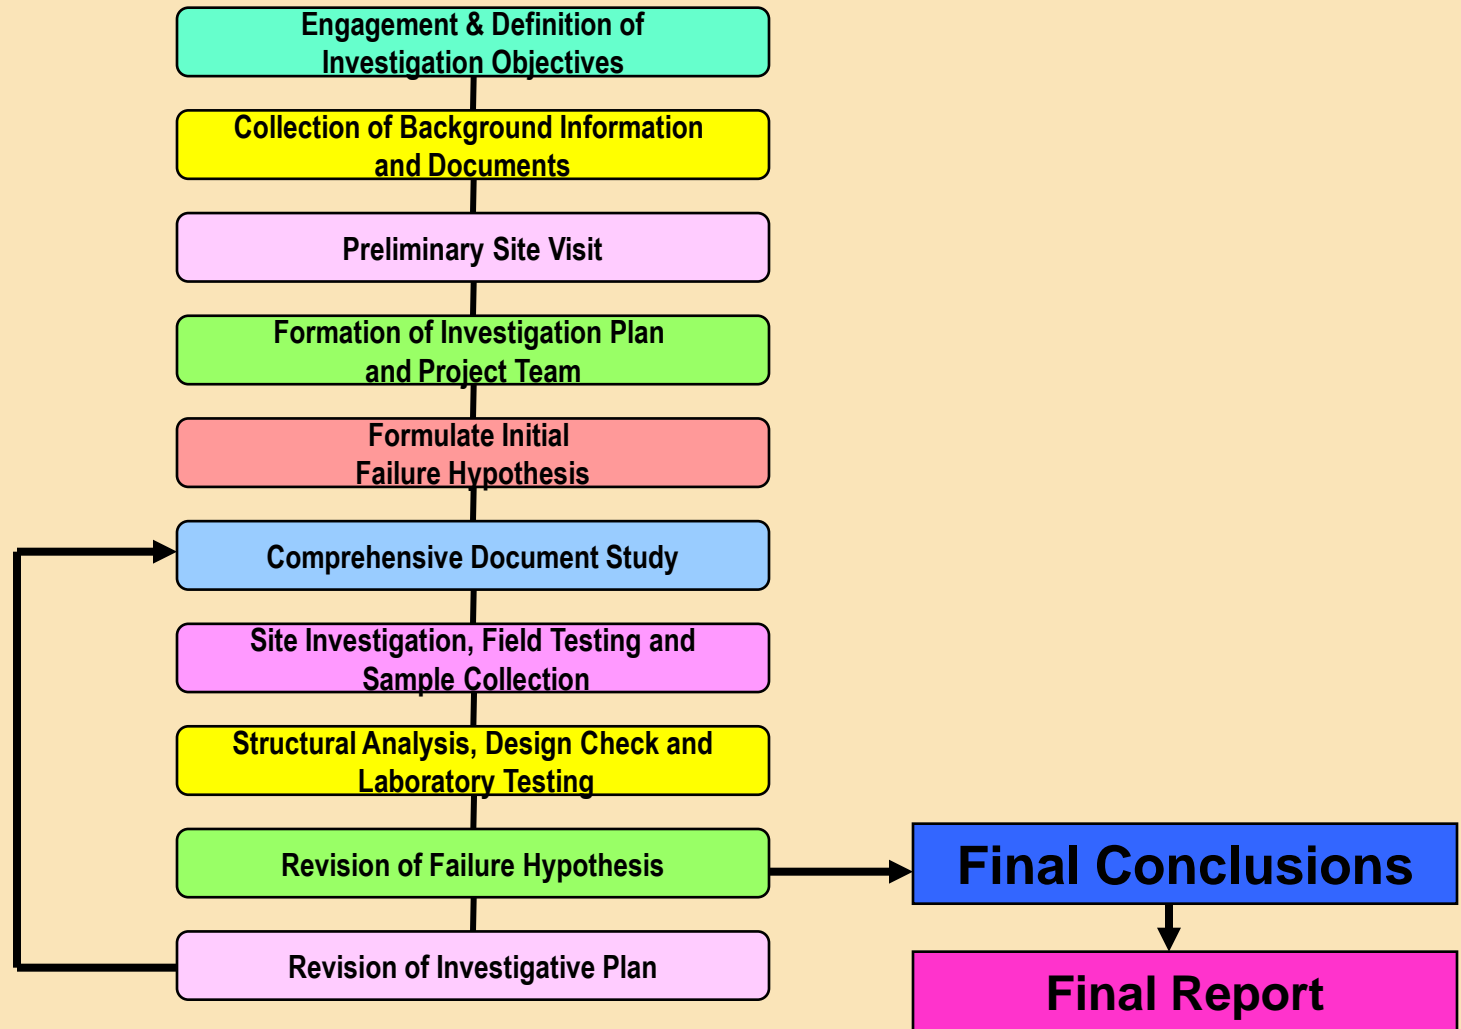 Engagement & Definition of
Investigation Objectives
Collection of Background Information
and Documents
Preliminary Site Visit
Formation of Investigation Plan
and Project Team
Formulate Initial
Failure Hypothesis
Comprehensive Document Study
Site Investigation, Field Testing and
Sample Collection
Structural Analysis, Design Check and
Laboratory Testing
Revision of Failure Hypothesis
Final Conclusions
Revision of Investigative Plan
Final Report